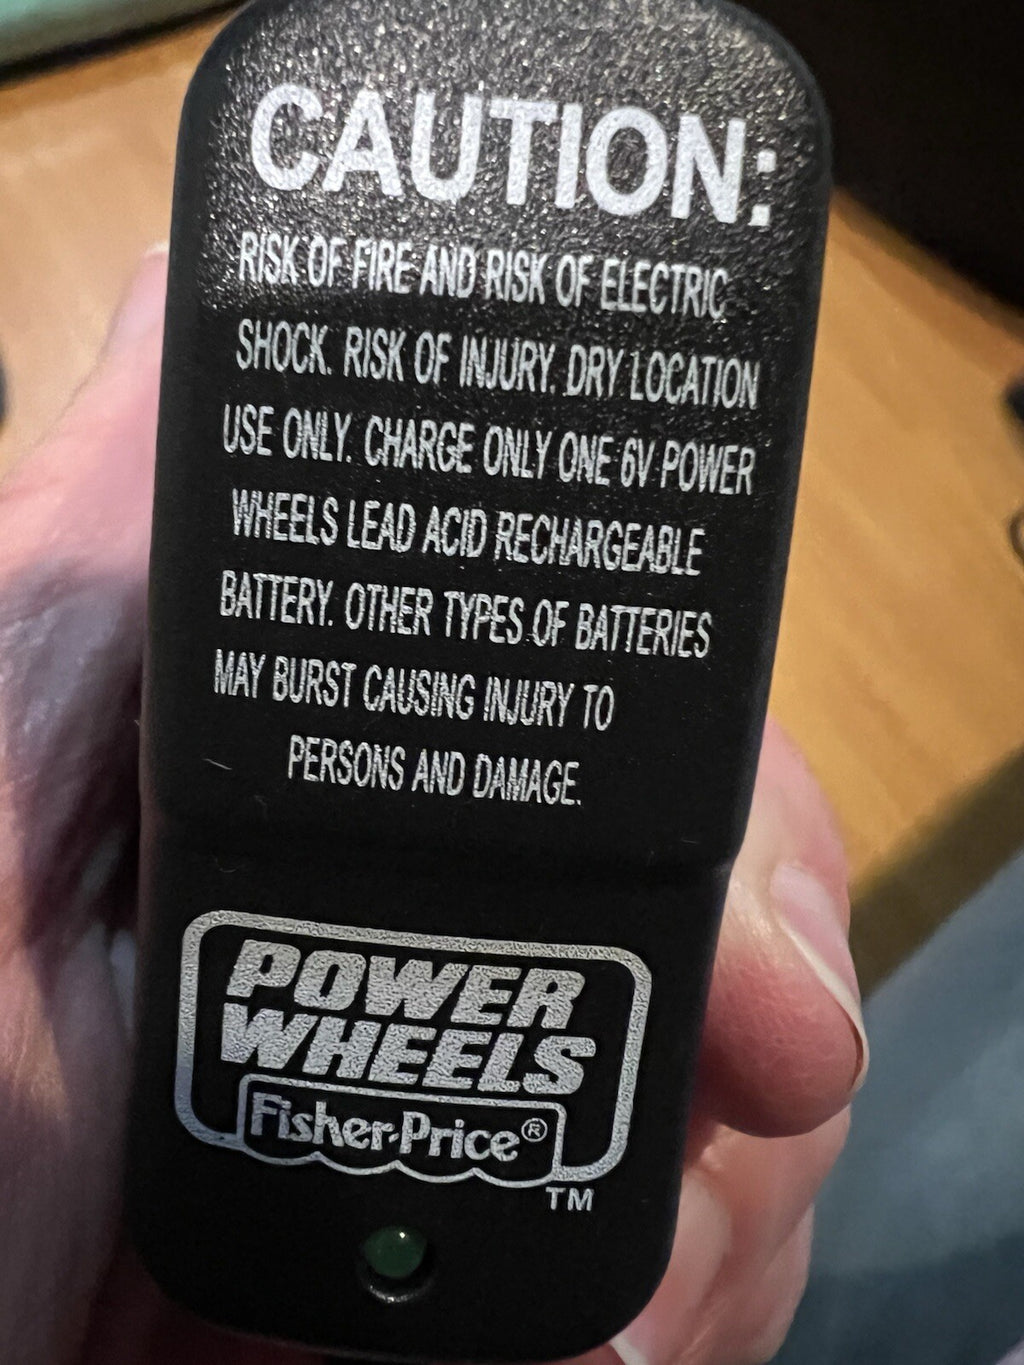 CAUTION:
RISK OF FIRE AND RISK OF ELECTRIC
SHOCK. RISK OF INJURY. DRY LOCATION
USE ONLY. CHARGE ONLY ONE 6V POWER
WHEELS LEAD ACID RECHARGEABLE
BATTERY. OTHER TYPES OF BATTERIES
MAY BURST CAUSING INJURY TO
PERSONS AND DAMAGE.
POWER
WHEELS
Fisher-Price®
TM